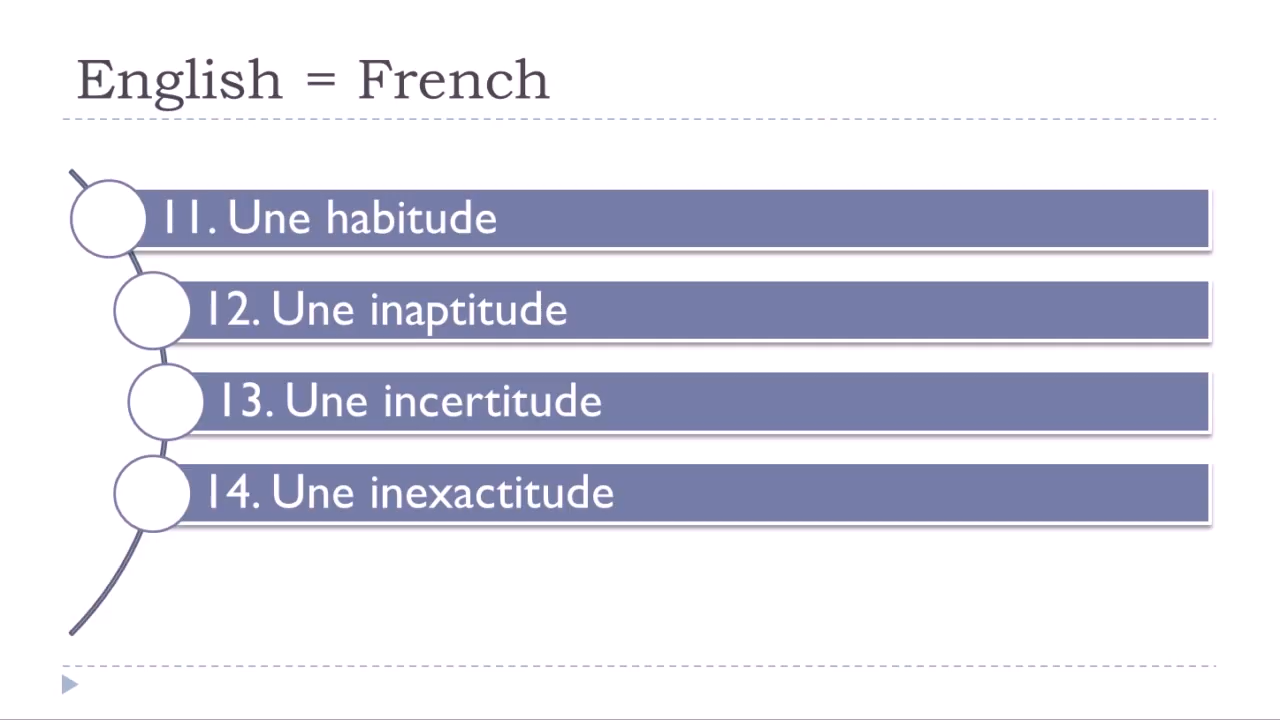 English = French
11. Une habitude
12. Une inaptitude
13. Une incertitude
14. Une inexactitude